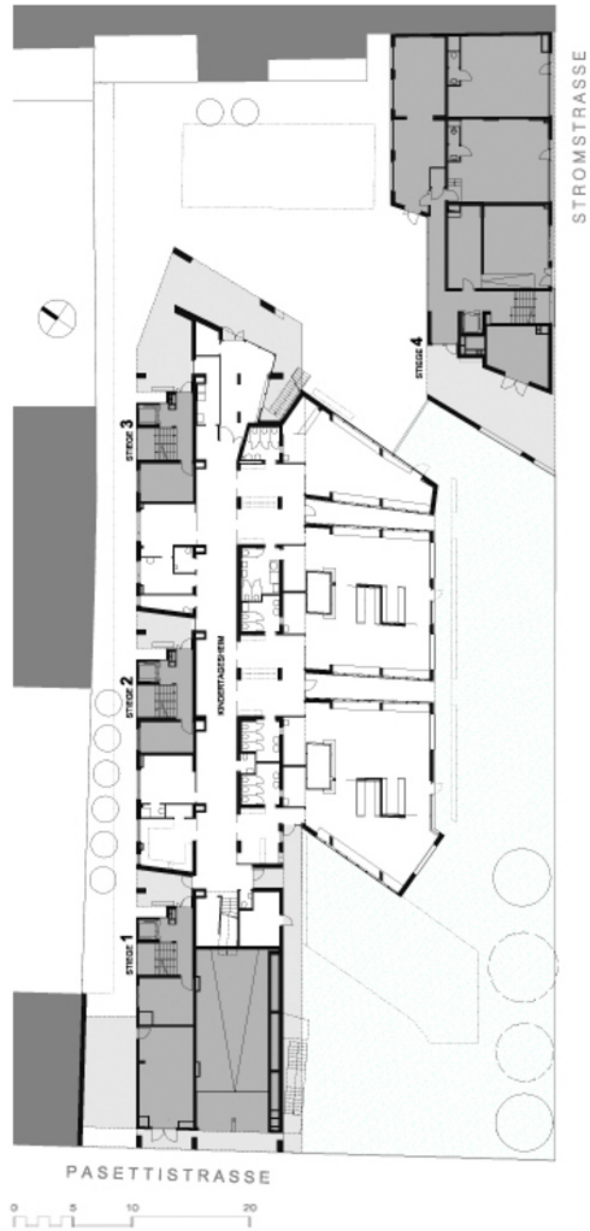 STROMSTRASSE
STIEGE 4
STIEGE 3
KINDERTAGESHEIM
STIEGE 2
STIEGE 1
PASETTISTRASSE
0 5 10 20